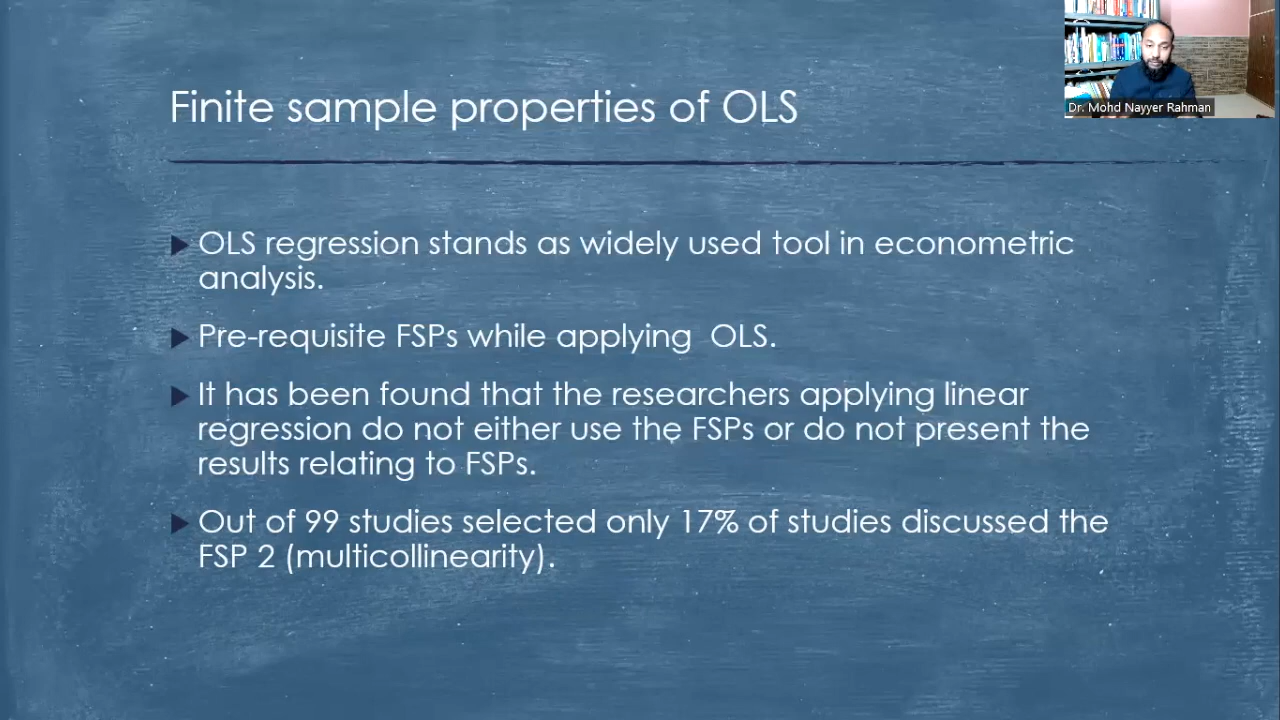 Finite sample properties of OLS
Dr. Mohd Nayyer Rahman
OLS regression stands as widely used tool in econometric
analysis.
Pre-requisite FSPs while applying OLS.
It has been found that the researchers applying linear
regression do not either use the FSPs or do not present the
results relating to FSPs.
Out of 99 studies selected only 17% of studies discussed the
FSP 2 (multicollinearity).